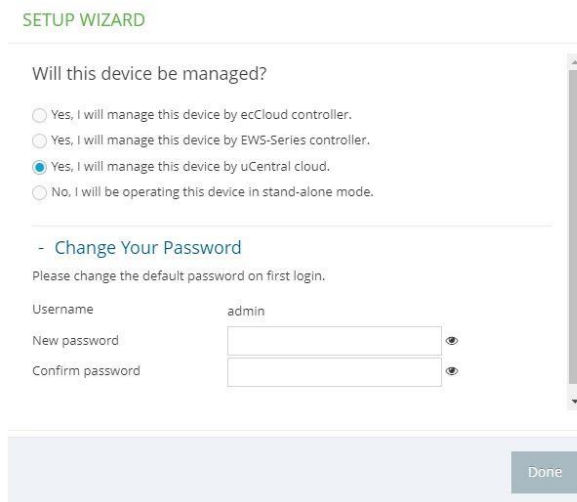 SETUP WIZARD
Will this device be managed?
Yes, I will manage this device by ecCloud controller.
Yes, I will manage this device by EWS-Series controller.
Yes, I will manage this device by uCentral cloud.
No, I will be operating this device in stand-alone mode.
- Change Your Password
Please change the default password on first login.
Username admin
New password
Confirm password
Done